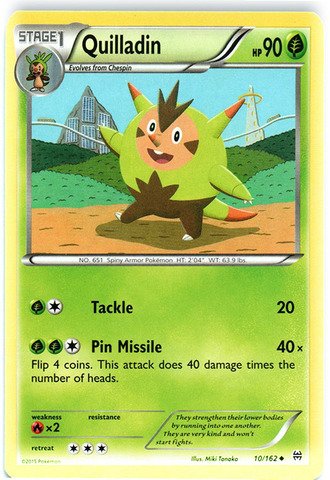 STAGE1
Quilladin
HP 90
Evolves from Chespin
NO. 651 Spiny Armor Pokémon HT. 2'04" WT. 63.9 lbs.
Tackle 20
Pin Missile 40×
Flip 4 coins. This attack does 40 damage times the
number of heads.
weakness resistance
×2
retreat
They strengthen their lower bodies
by running into one another.
They are very kind and won't
start fights.
Illus. Miki Tanaka 10/162
©2015 Pokémon